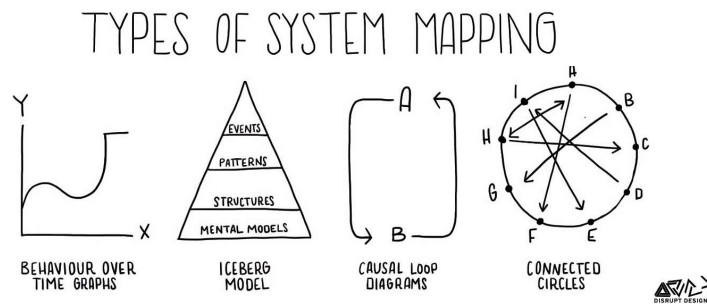 TYPES OF SYSTEM MAPPING
Y
X
BEHAVIOUR OVER
TIME GRAPHS
EVENTS
PATTERNS
STRUCTURES
MENTAL MODELS
ICEBERG
MODEL
A
B
CAUSAL LOOP
DIAGRAMS
H
I
B
H
C
G
D
F
E
CONNECTED
CIRCLES
DISRUPT DESIGN